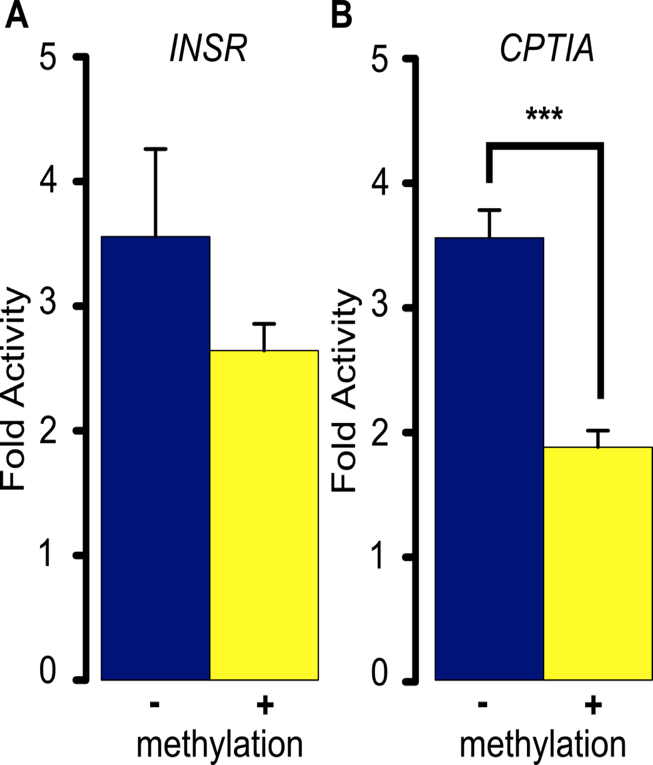 A
INSR
5
4
3
2
1
0
Fold Activity
- +
methylation
B
CPTIA
***
5
4
3
2
1
0
Fold Activity
- +
methylation